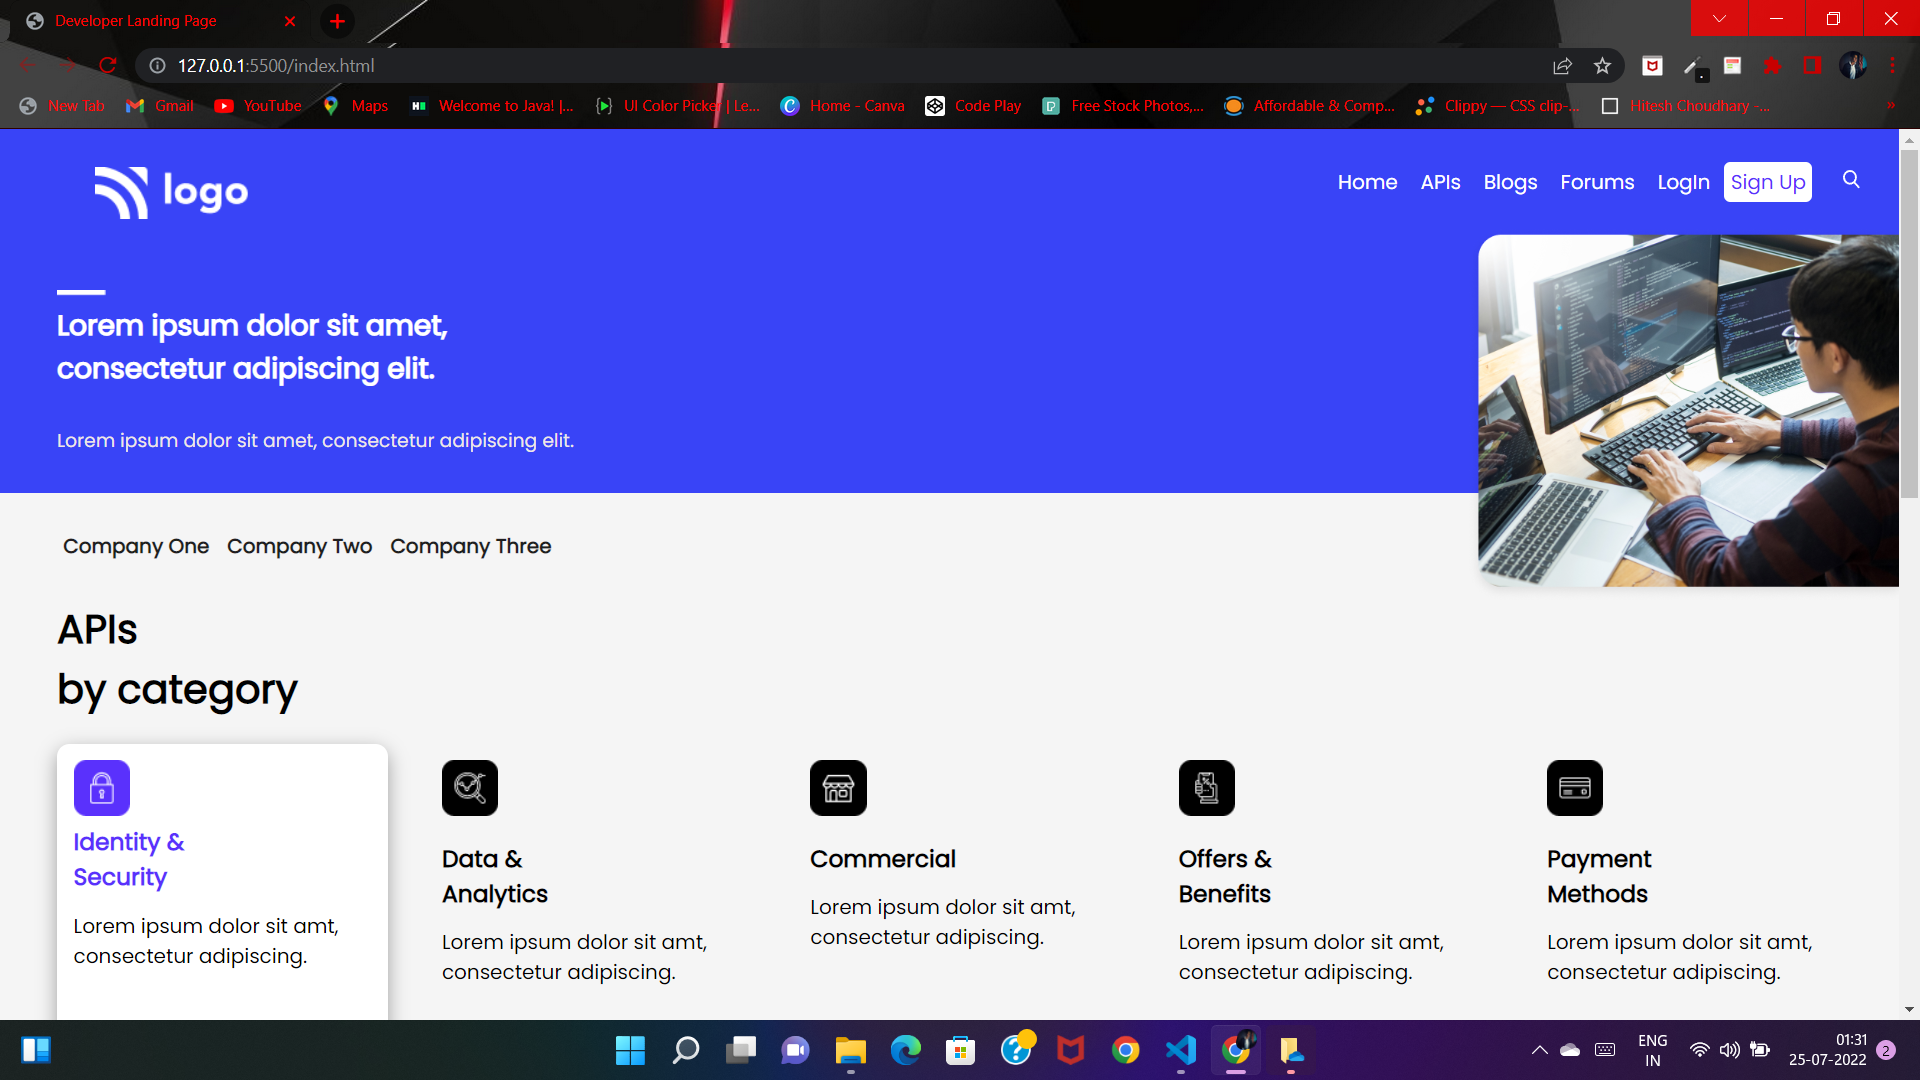 Developer Landing Page
127.0.0.1:5500/index.html
New Tab Gmail YouTube Maps Welcome to Java! |... UI Color Picker | Le... Home - Canva Code Play Free Stock Photos,... Affordable & Comp... Clippy — CSS clip-... Hitesh Choudhary -... »
logo
Home APIs Blogs Forums LogIn Sign Up
Lorem ipsum dolor sit amet,
consectetur adipiscing elit.
Lorem ipsum dolor sit amet, consectetur adipiscing elit.
Company One Company Two Company Three
APIs
by category
Identity &
Security
Lorem ipsum dolor sit amt,
consectetur adipiscing.
Data &
Analytics
Lorem ipsum dolor sit amt,
consectetur adipiscing.
Commercial
Lorem ipsum dolor sit amt,
consectetur adipiscing.
Offers &
Benefits
Lorem ipsum dolor sit amt,
consectetur adipiscing.
Payment
Methods
Lorem ipsum dolor sit amt,
consectetur adipiscing.
ENG
IN
01:31
25-07-2022
2